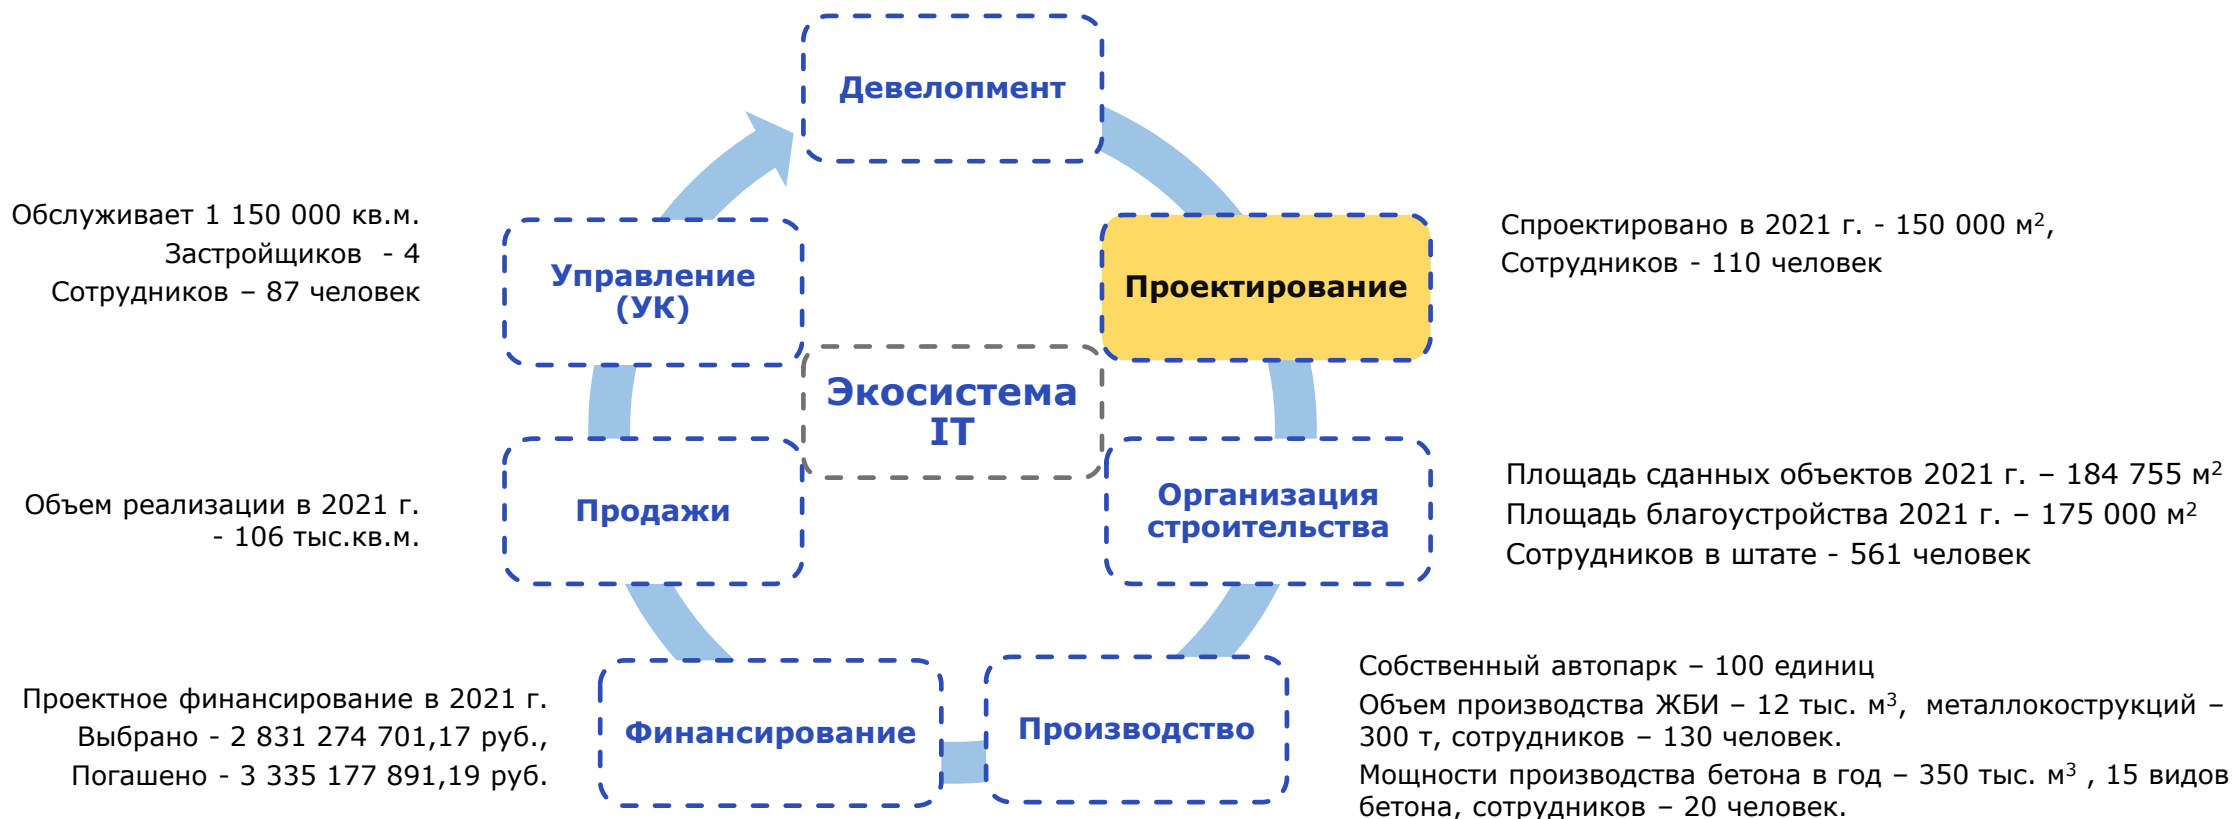 Девелопмент
Проектирование
Спроектировано в 2021 г. - 150 000 м²,
Сотрудников - 110 человек
Организация
строительства
Площадь сданных объектов 2021 г. – 184 755 м²
Площадь благоустройства 2021 г. – 175 000 м²
Сотрудников в штате - 561 человек
Производство
Собственный автопарк – 100 единиц
Объем производства ЖБИ – 12 тыс. м³, металлокострукций –
300 т, сотрудников – 130 человек.
Мощности производства бетона в год – 350 тыс. м³ , 15 видов
бетона, сотрудников – 20 человек.
Финансирование
Проектное финансирование в 2021 г.
Выбрано - 2 831 274 701,17 руб.,
Погашено - 3 335 177 891,19 руб.
Продажи
Объем реализации в 2021 г.
- 106 тыс.кв.м.
Управление
(УК)
Обслуживает 1 150 000 кв.м.
Застройщиков - 4
Сотрудников – 87 человек
Экосистема
IT